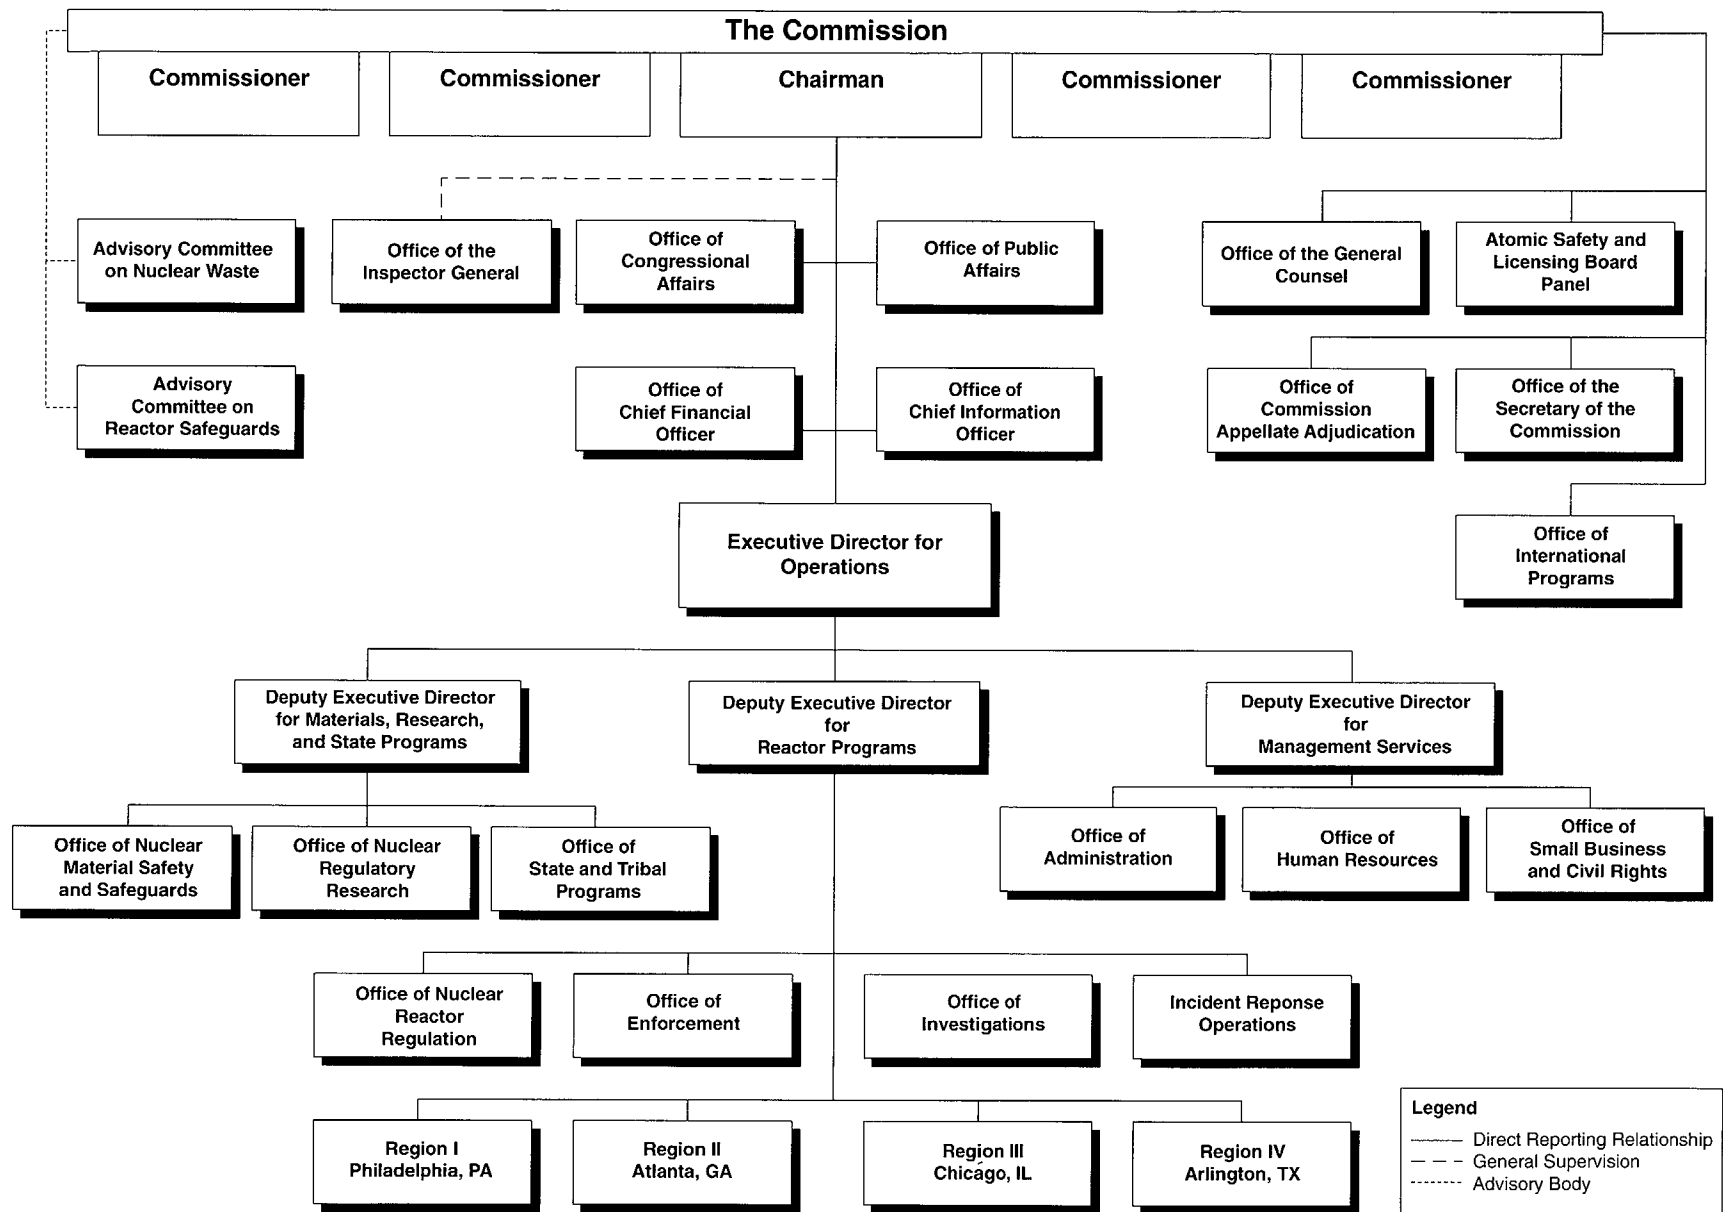 The Commission
Commissioner
Commissioner
Chairman
Commissioner
Commissioner
Advisory Committee
on Nuclear Waste
Office of the
Inspector General
Office of
Congressional
Affairs
Office of Public
Affairs
Office of the General
Counsel
Atomic Safety and
Licensing Board
Panel
Advisory
Committee on
Reactor Safeguards
Office of
Chief Financial
Officer
Office of
Chief Information
Officer
Office of
Commission
Appellate Adjudication
Office of the
Secretary of the
Commission
Executive Director for
Operations
Office of
International
Programs
Deputy Executive Director
for Materials, Research,
and State Programs
Deputy Executive Director
for
Reactor Programs
Deputy Executive Director
for
Management Services
Office of Nuclear
Material Safety
and Safeguards
Office of Nuclear
Regulatory
Research
Office of
State and Tribal
Programs
Office of
Administration
Office of
Human Resources
Office of
Small Business
and Civil Rights
Office of Nuclear
Reactor
Regulation
Office of
Enforcement
Office of
Investigations
Incident Reponse
Operations
Region I
Philadelphia, PA
Region II
Atlanta, GA
Region III
Chicago, IL
Region IV
Arlington, TX
Legend
Direct Reporting Relationship
General Supervision
Advisory Body